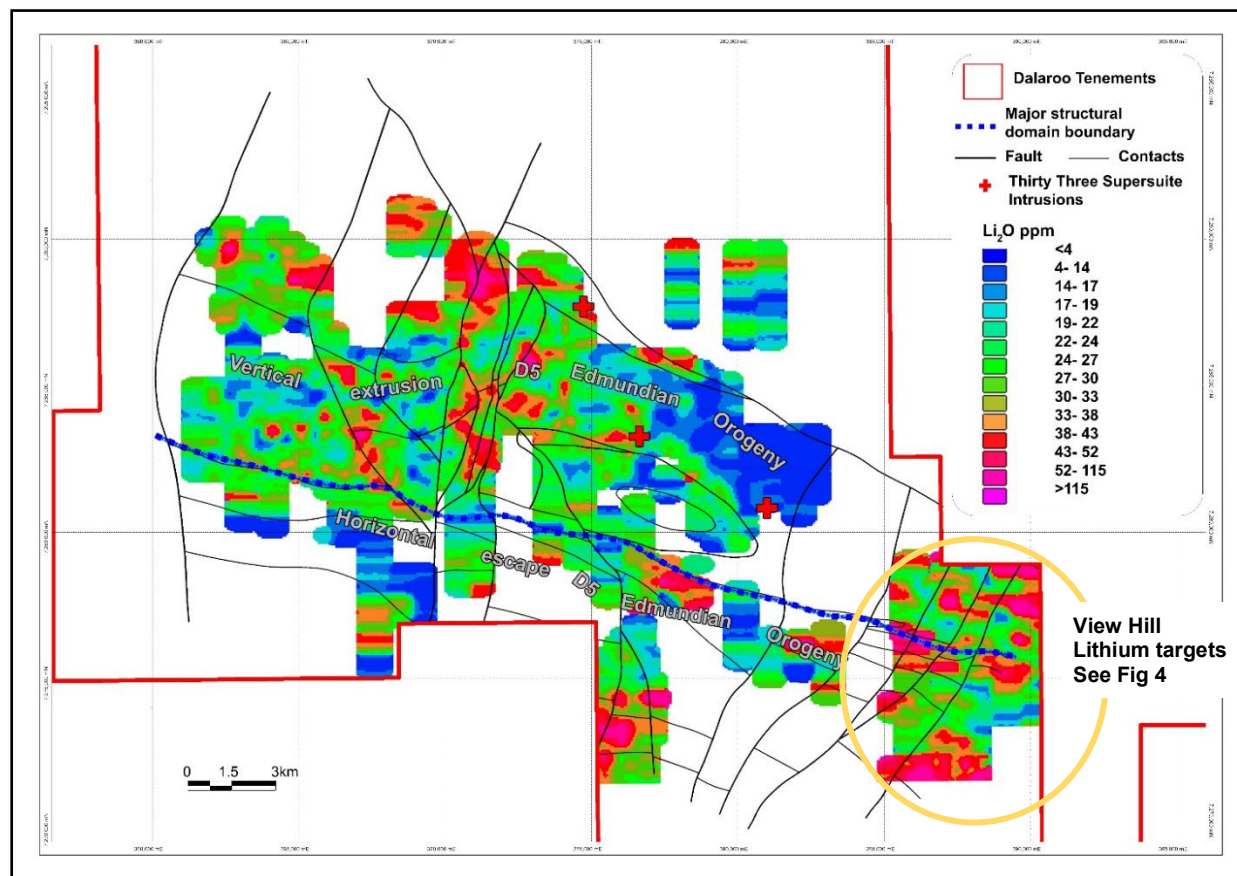 Dalaroo Tenements
Major structural
domain boundary
Fault
Contacts
Thirty Three Supersuite
Intrusions
Li₂O ppm
<4
4- 14
14- 17
17- 19
19- 22
22- 24
24- 27
27- 30
30- 33
33- 38
38- 43
43- 52
52- 115
>115
Vertical extrusion D5 Edmundian Orogeny
Horizontal escape D5 Edmundian Orogeny
View Hill
Lithium targets
See Fig 4
0 1.5 3km